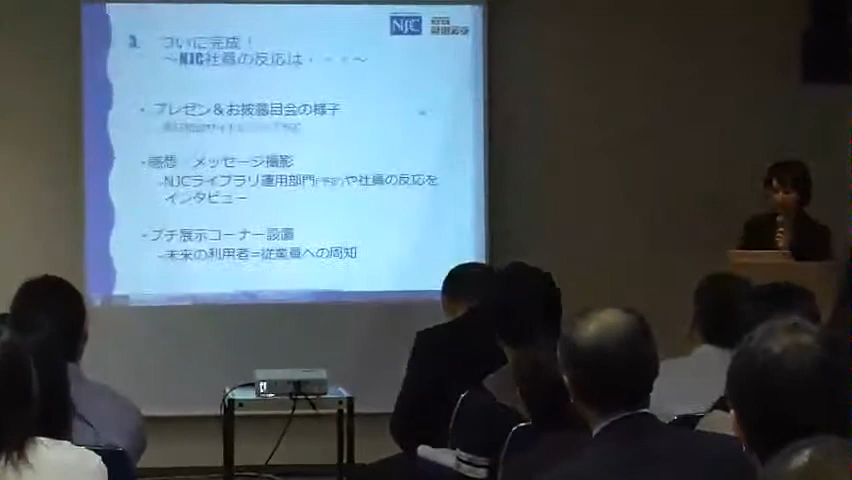 NJC
3. ついに完成！
～NJC社員の反応は・・・～
・プレゼン＆お披露目会の様子
・感想 メッセージ撮影
-NJCライブラリ運用部門や社員の反応を
インタビュー
・プチ展示コーナー設置
-未来の利用者=従業員への周知